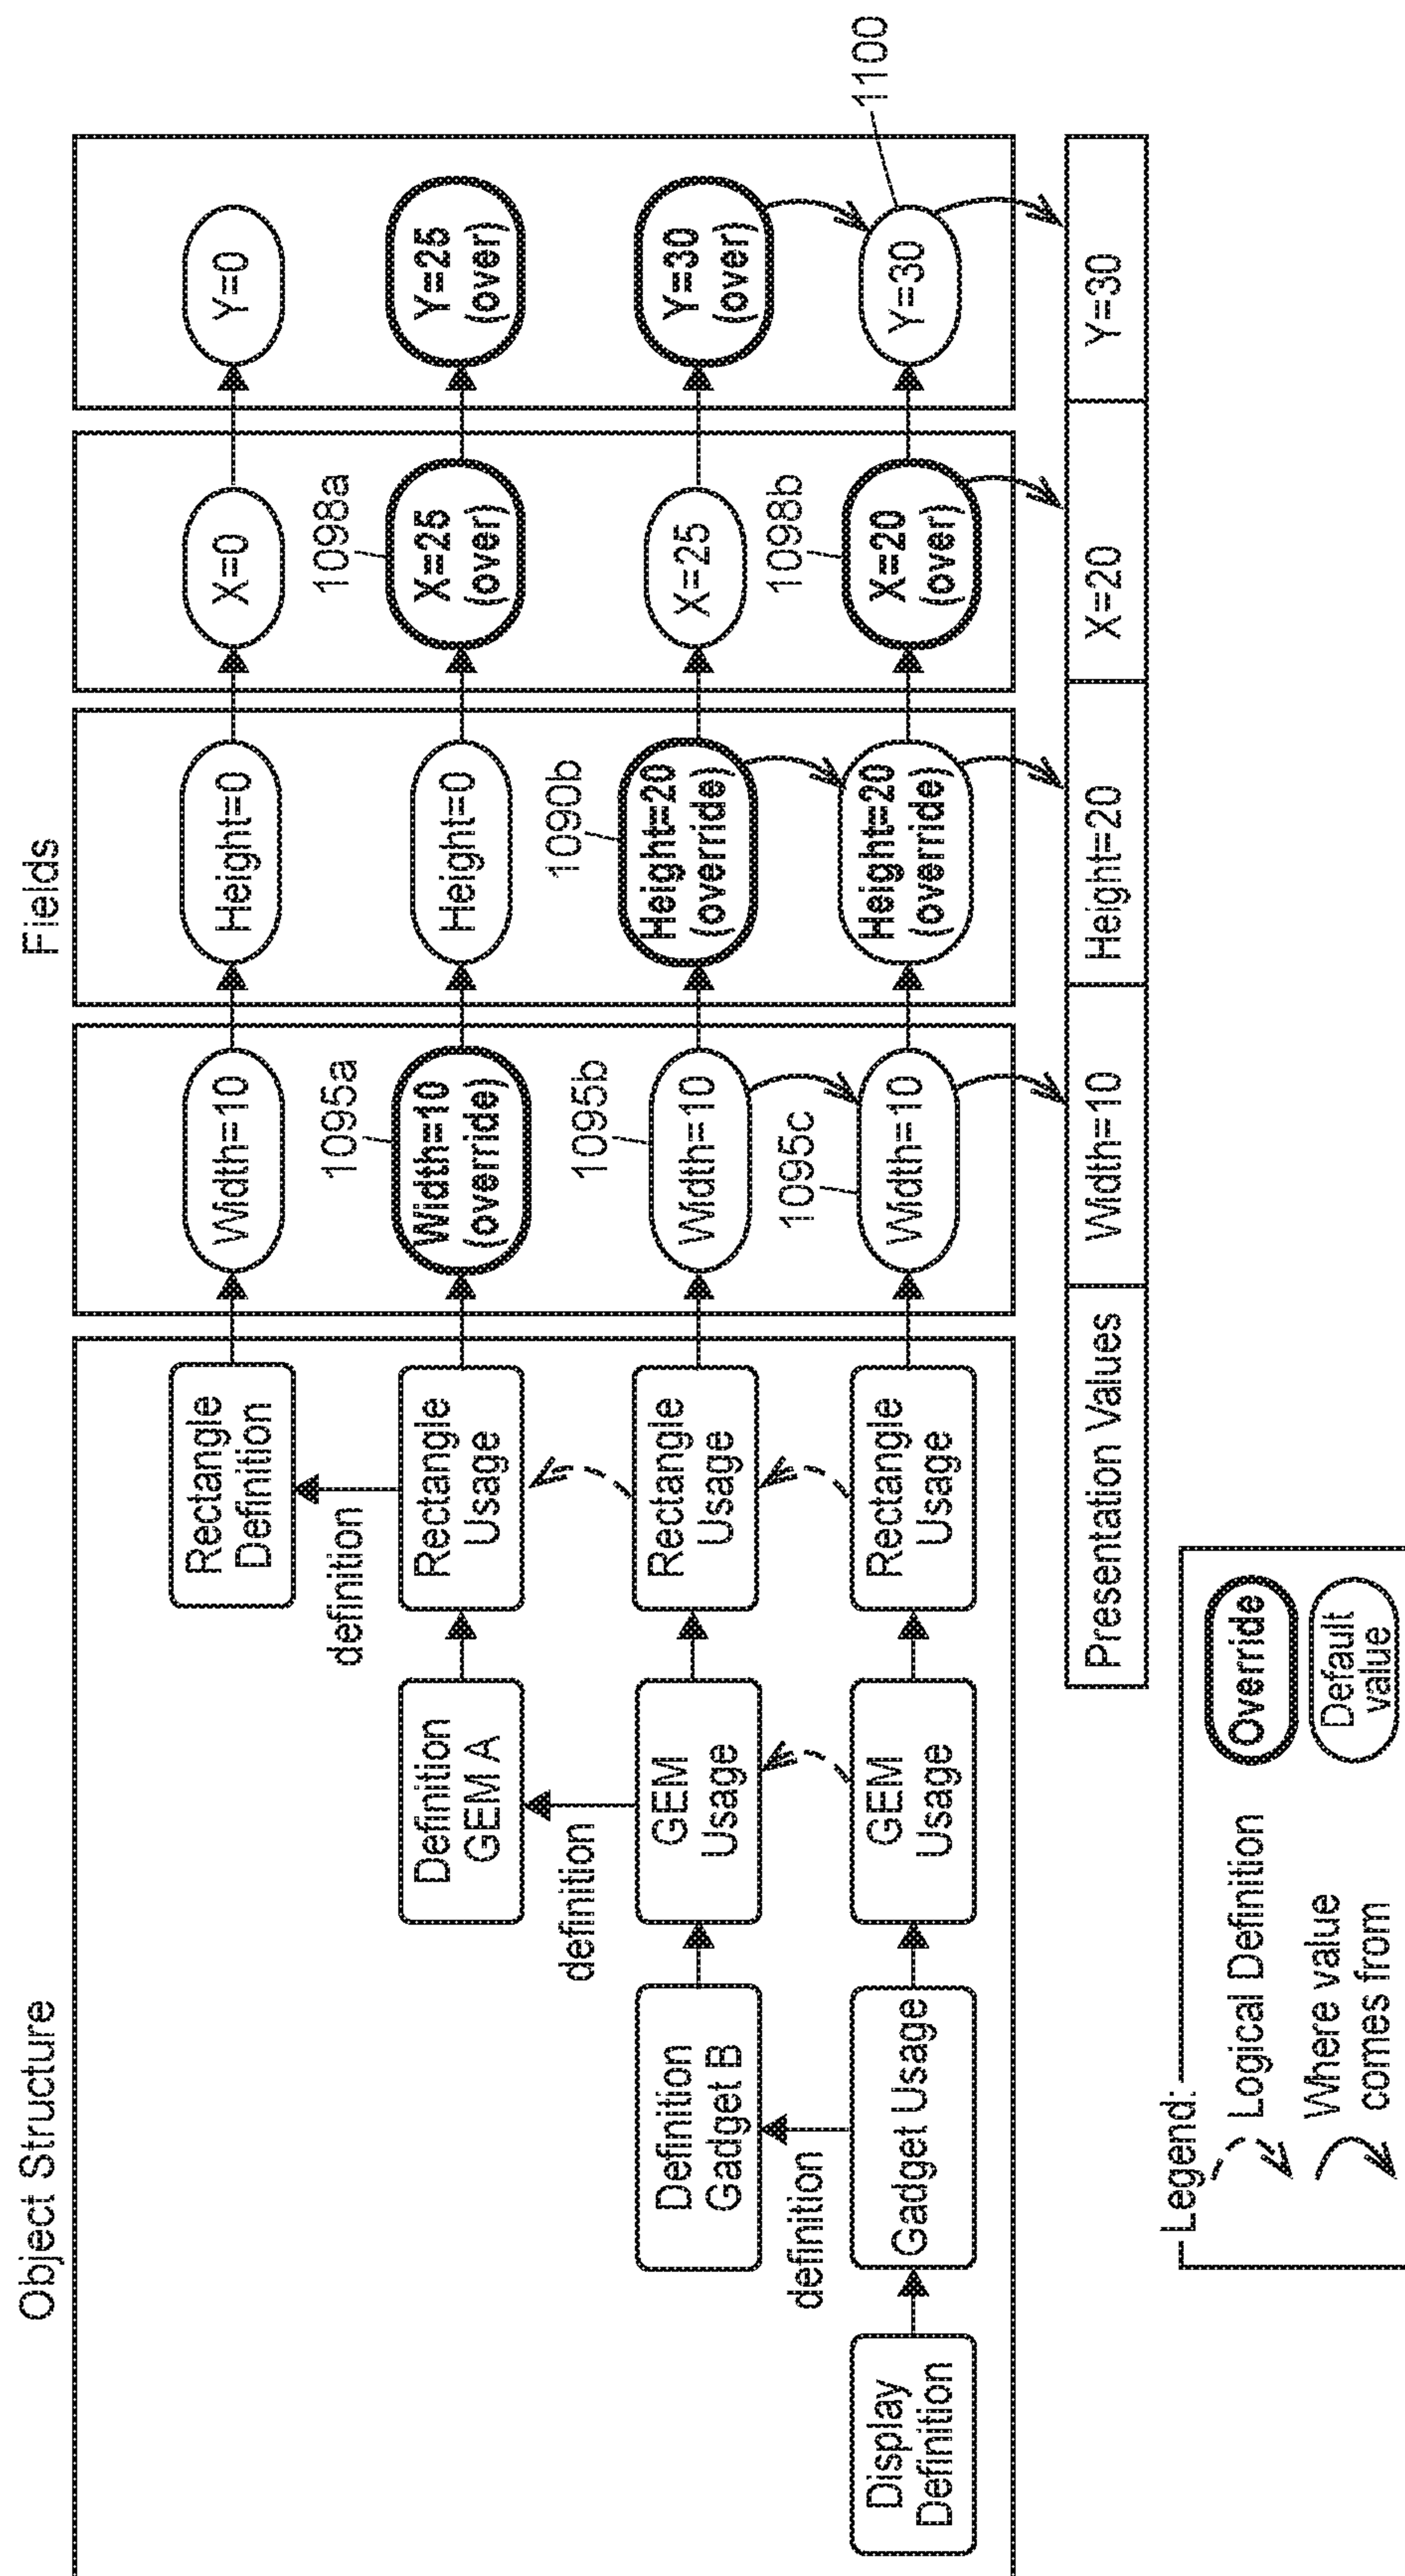 Object Structure
Fields
Rectangle
Definition
Width=10
Height=0
X=0
Y=0
definition
1095a
1098a
Definition
GEM A
Rectangle
Usage
Width=10
(override)
Height=0
X=25
(over)
Y=25
(over)
definition
1095b
1090b
Definition
Gadget B
GEM
Usage
Rectangle
Usage
Width=10
Height=20
(override)
X=25
Y=30
(over)
definition
1095c
1098b
1100
Display
Definition
Gadget Usage
GEM
Usage
Rectangle
Usage
Width=10
Height=20
(override)
X=20
(over)
Y=30
Presentation Values
Width=10
Height=20
X=20
Y=30
Legend:
Logical Definition
Override
Where value
comes from
Default
value